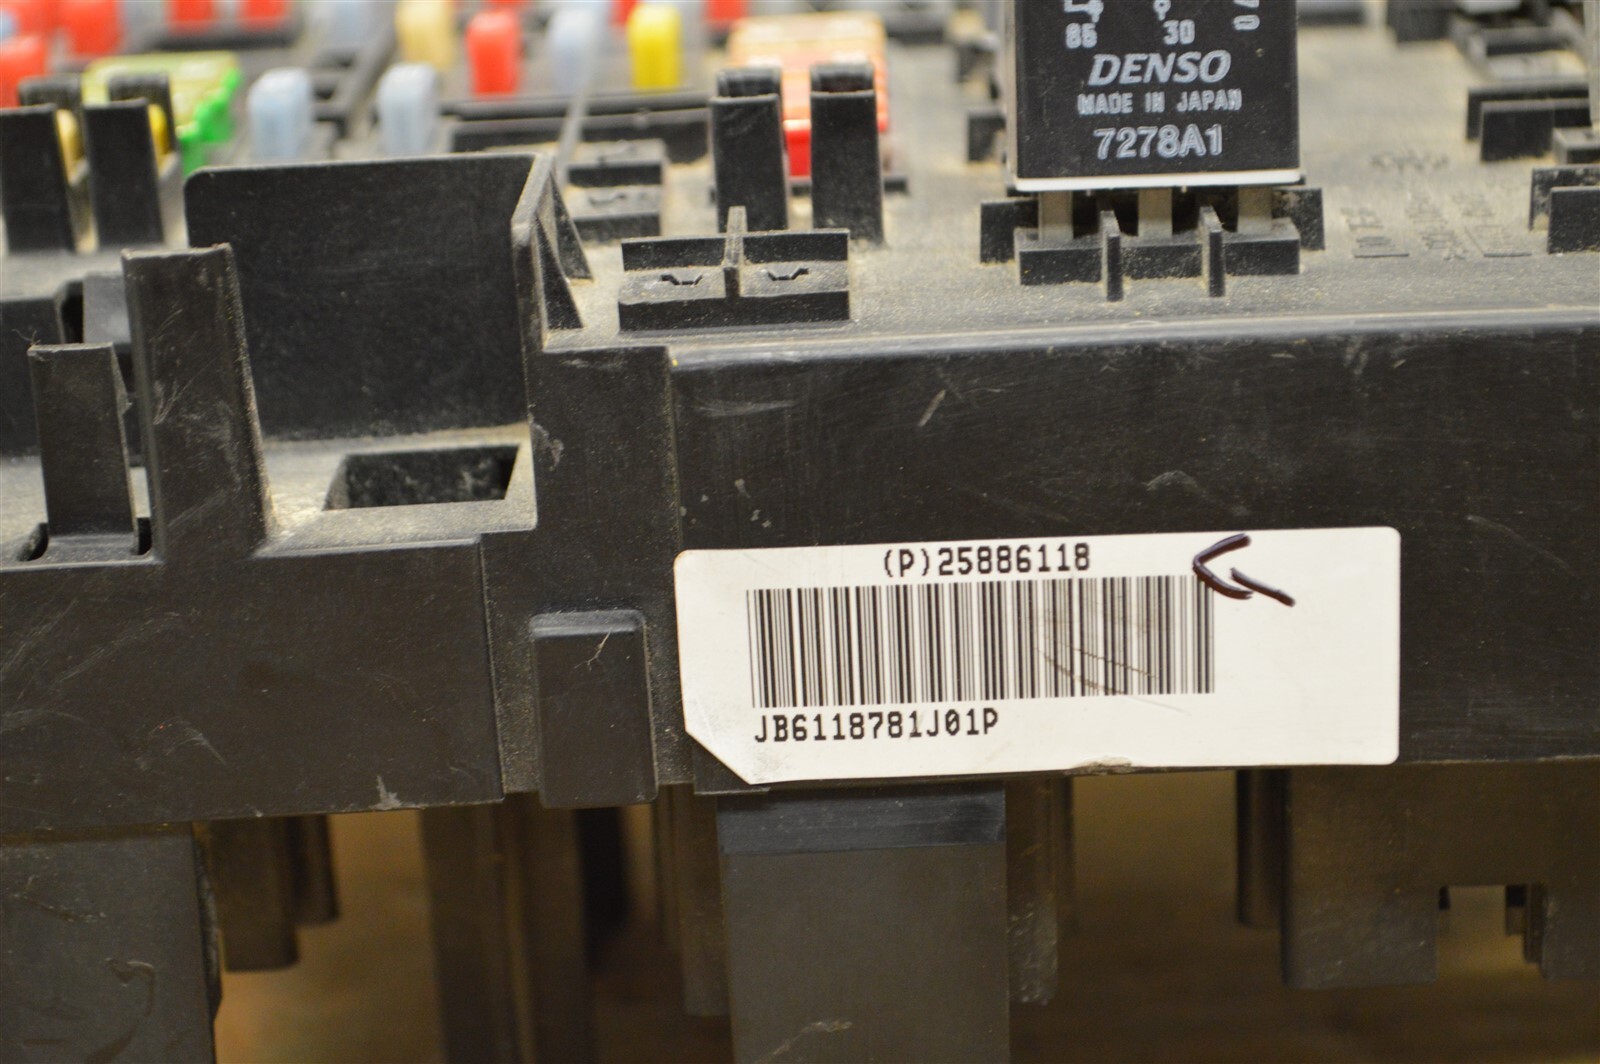 86 30
DENSO
MADE IN JAPAN
7278A1
(P)25886118
JB6118781J01P